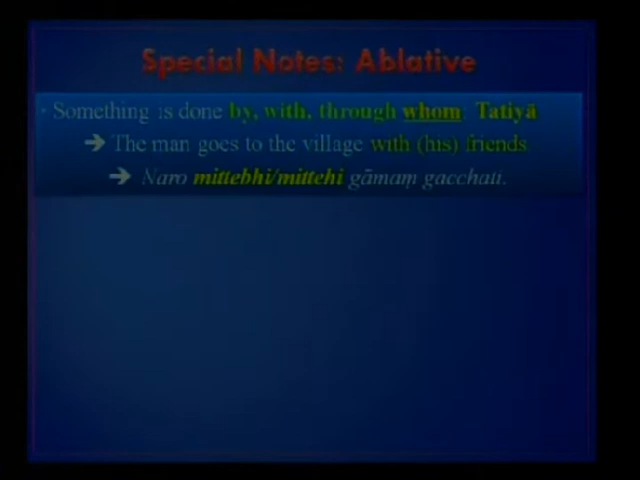 Special Notes: Ablative
• Something is done by, with, through whom: Tatiyā
➔ The man goes to the village with (his) friends
➔ Naro mittebhi/mittehi gāmaṃ gacchati.